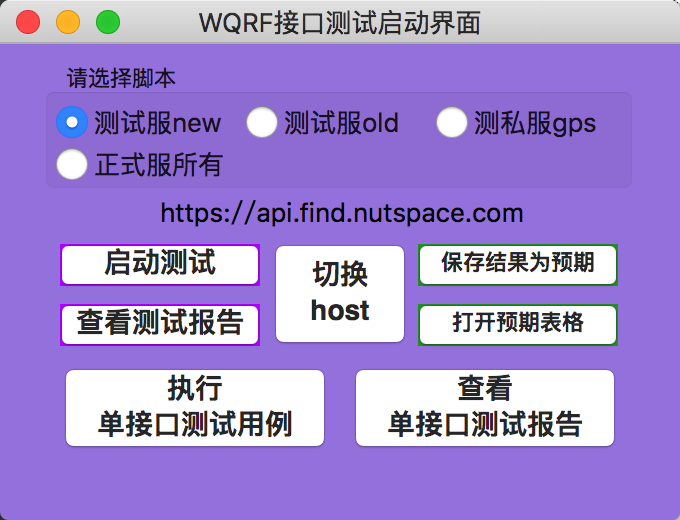 WQRF接口测试启动界面
请选择脚本
测试服new 测试服old 测私服gps
正式服所有
https://api.find.nutspace.com
启动测试
切换
host
保存结果为预期
查看测试报告
打开预期表格
执行
单接口测试用例
查看
单接口测试报告